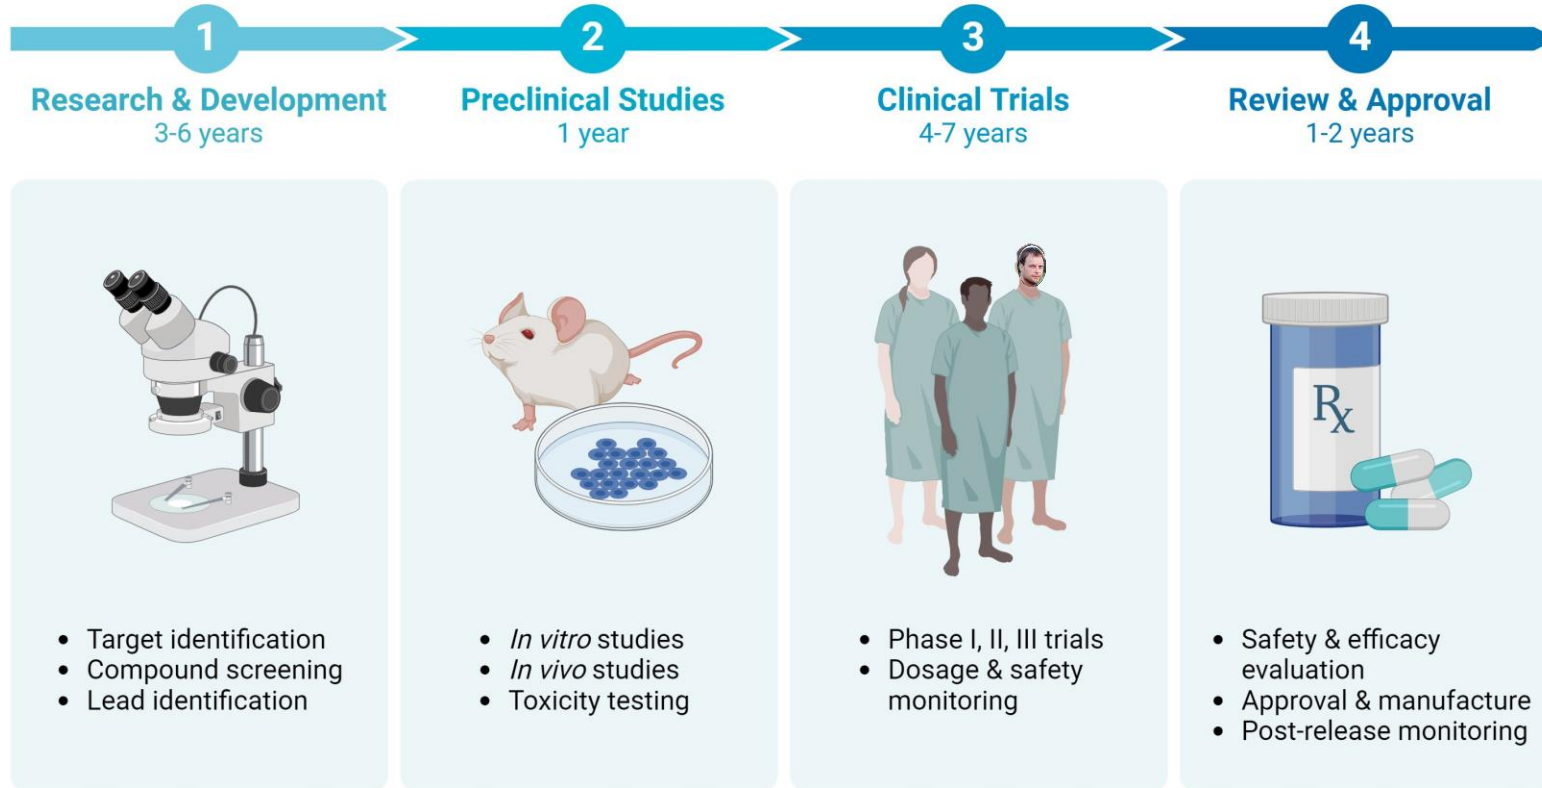 1
Research & Development
3-6 years
• Target identification
• Compound screening
• Lead identification
2
Preclinical Studies
1 year
• In vitro studies
• In vivo studies
• Toxicity testing
3
Clinical Trials
4-7 years
• Phase I, II, III trials
• Dosage & safety
monitoring
4
Review & Approval
1-2 years
Rx
• Safety & efficacy
evaluation
• Approval & manufacture
• Post-release monitoring